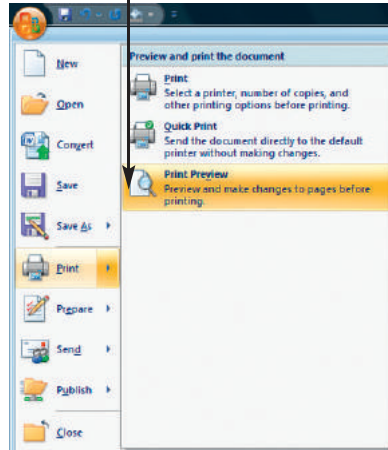 Preview and print the document
New
Open
Convert
Save
Save As
Print
Prepare
Send
Publish
Close
Print
Select a printer, number of copies, and
other printing options before printing.
Quick Print
Send the document directly to the default
printer without making changes.
Print Preview
Preview and make changes to pages before
printing.